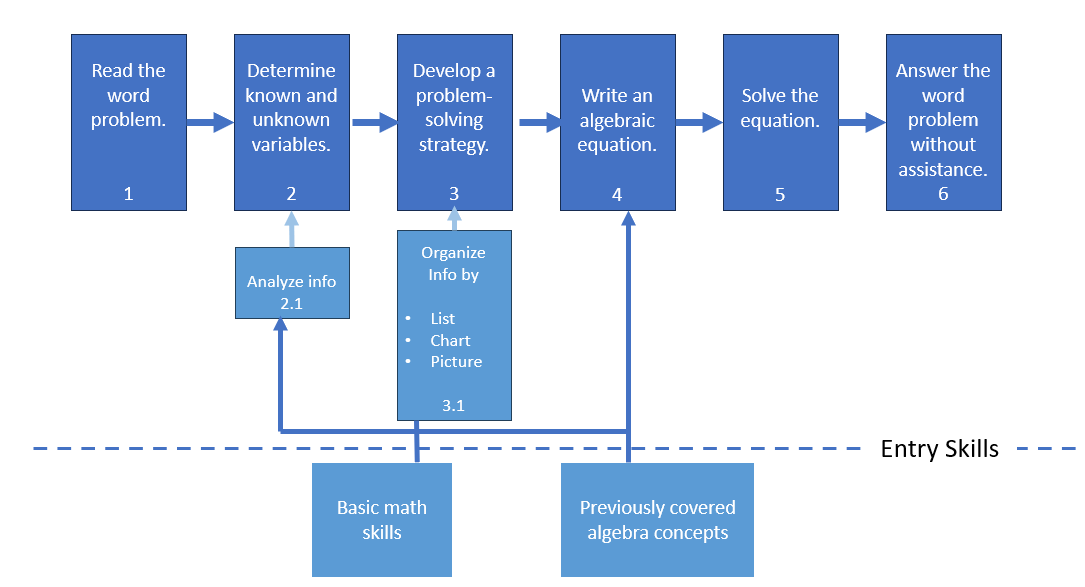 Read the
word
problem.
1
Determine
known and
unknown
variables.
2
Develop a
problem-
solving
strategy.
3
Write an
algebraic
equation.
4
Solve the
equation.
5
Answer the
word
problem
without
assistance.
6
Analyze info
2.1
Organize
Info by
• List
• Chart
• Picture
3.1
Entry Skills
Basic math
skills
Previously covered
algebra concepts